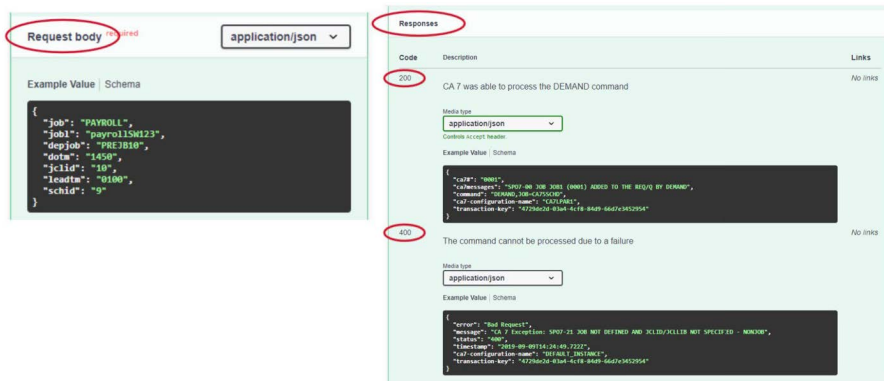 Request body required
application/json
Example Value | Schema
{
"job": "PAYROLL",
"jobl": "payrollSW123",
"depjob": "PREJB10",
"dotm": "1450",
"jclid": "10",
"leadtm": "0100",
"schid": "9"
}
Responses
Code Description Links
200 CA 7 was able to process the DEMAND command No links
Media type
application/json
Controls Accept header.
Example Value | Schema
{
"ca7#": "0001",
"ca7messages": "SPO7-00 JOB JOB1 (0001) ADDED TO THE REQ/Q BY DEMAND",
"command": "DEMAND,JOB=CA75SCHD",
"ca7-configuration-name": "CA7LPAR1",
"transaction-key": "4729de2d-03a4-4cf8-84d9-66d7e3452954"
}
400 The command cannot be processed due to a failure No links
Media type
application/json
Example Value | Schema
{
"error": "Bad Request",
"message": "CA 7 Exception: SPO7-21 JOB NOT DEFINED AND JCLID/JCLLIB NOT SPECIFIED - NONJOB",
"status": "400",
"timestamp": "2019-09-09T14:24:49.722Z",
"ca7-configuration-name": "DEFAULT_INSTANCE",
"transaction-key": "4729de2d-03a4-4cf8-84d9-66d7e3452954"
}